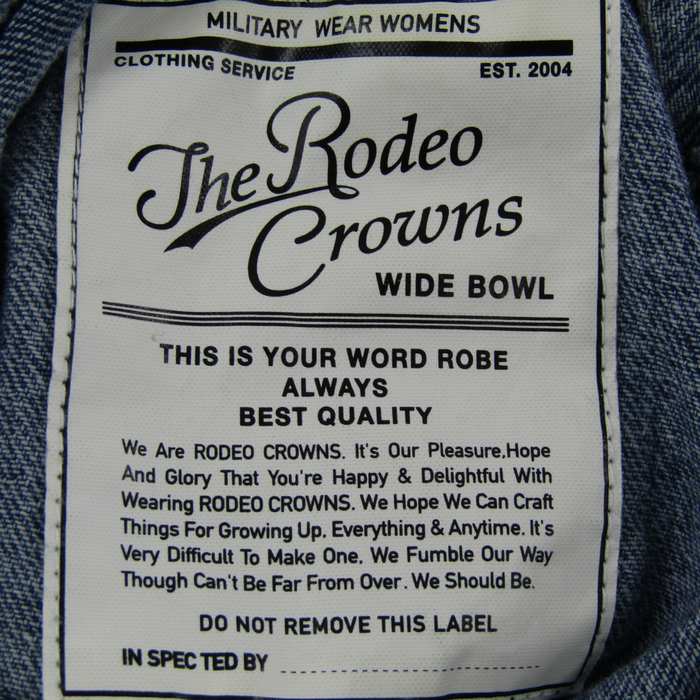 MILITARY WEAR WOMENS
CLOTHING SERVICE EST. 2004
The Rodeo
Crowns
WIDE BOWL
THIS IS YOUR WORD ROBE
ALWAYS
BEST QUALITY
We Are RODEO CROWNS. It's Our Pleasure,Hope
And Glory That You're Happy & Delightful With
Wearing RODEO CROWNS. We Hope We Can Craft
Things For Growing Up, Everything & Anytime. It's
Very Difficult To Make One, We Fumble Our Way
Though Can't Be Far From Over. We Should Be.
DO NOT REMOVE THIS LABEL
IN SPEC TED BY